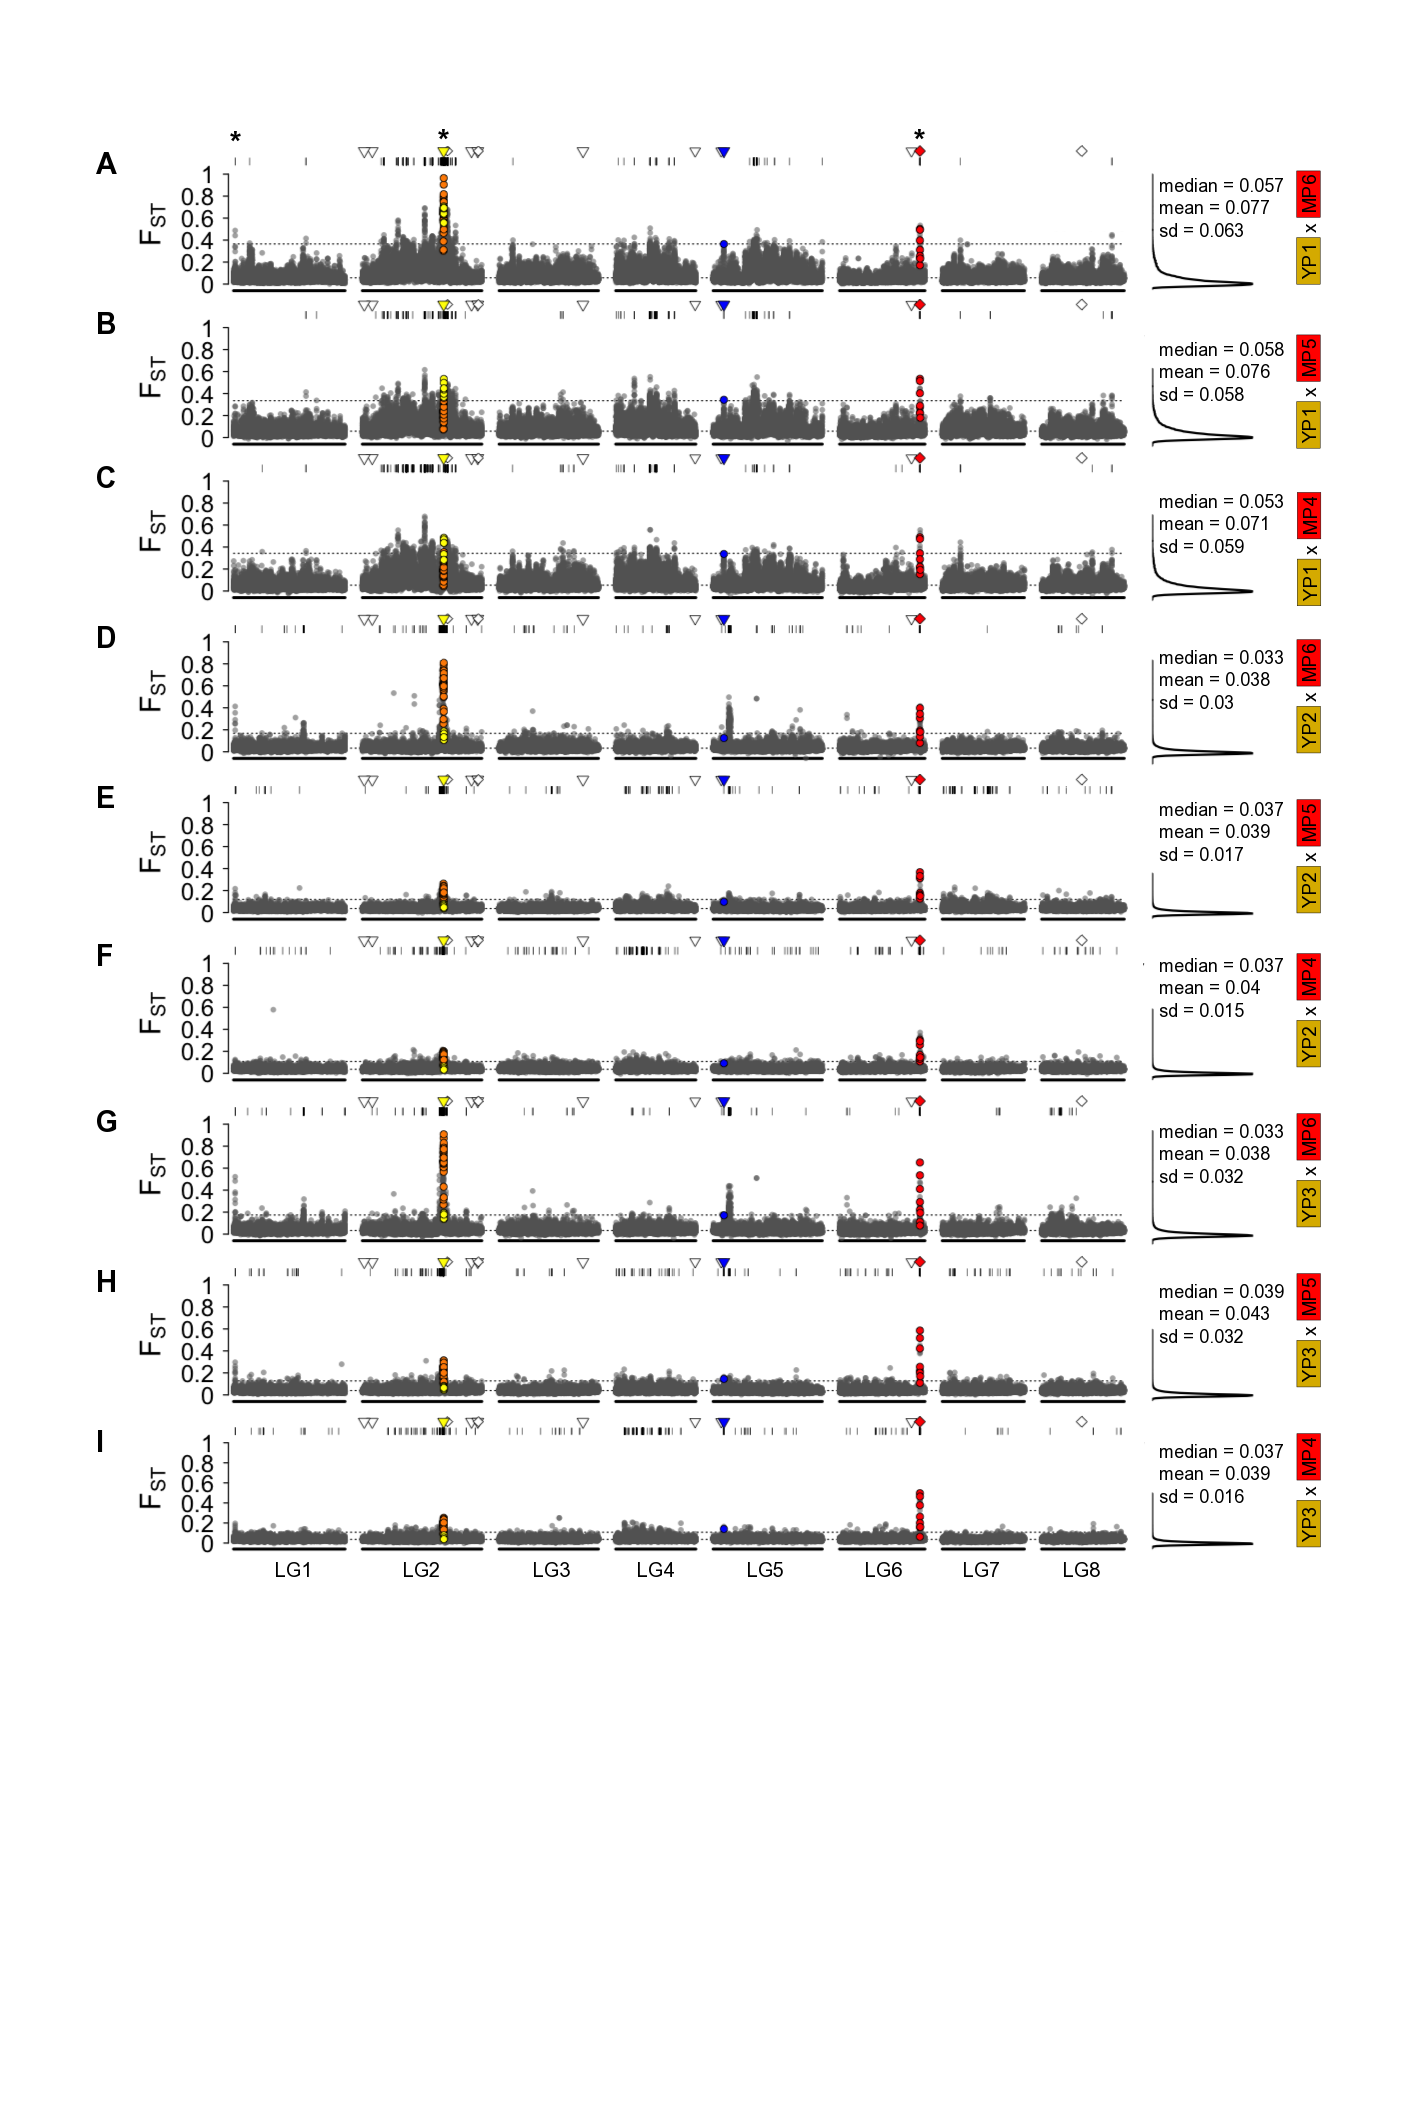 * * *
A
1
0.8
0.6
0.4
0.2
0
FST
median = 0.057
mean = 0.077
sd = 0.063
YP1 x MP6
B
1
0.8
0.6
0.4
0.2
0
FST
median = 0.058
mean = 0.076
sd = 0.058
YP1 x MP5
C
1
0.8
0.6
0.4
0.2
0
FST
median = 0.053
mean = 0.071
sd = 0.059
YP1 x MP4
D
1
0.8
0.6
0.4
0.2
0
FST
median = 0.033
mean = 0.038
sd = 0.03
YP2 x MP6
E
1
0.8
0.6
0.4
0.2
0
FST
median = 0.037
mean = 0.039
sd = 0.017
YP2 x MP5
F
1
0.8
0.6
0.4
0.2
0
FST
median = 0.037
mean = 0.04
sd = 0.015
YP2 x MP4
G
1
0.8
0.6
0.4
0.2
0
FST
median = 0.033
mean = 0.038
sd = 0.032
YP3 x MP6
H
1
0.8
0.6
0.4
0.2
0
FST
median = 0.039
mean = 0.043
sd = 0.032
YP3 x MP5
I
1
0.8
0.6
0.4
0.2
0
FST
median = 0.037
mean = 0.039
sd = 0.016
YP3 x MP4
LG1 LG2 LG3 LG4 LG5 LG6 LG7 LG8